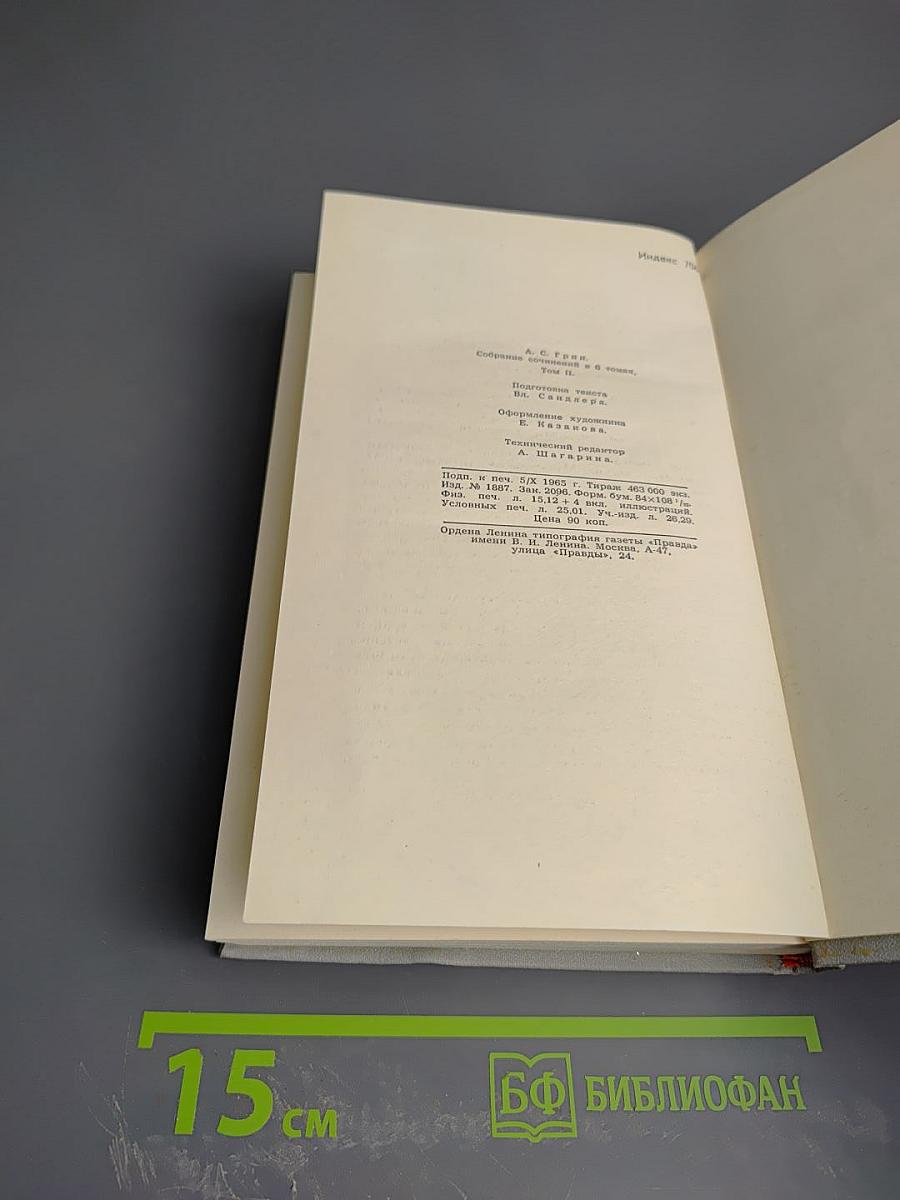 Индекс
А. С. Грин.
Собрание сочинений в 6 томах,
Том II.
Подготовка текста
Вл. Сандлера.
Оформление художника
Е. Казакова.
Технический редактор
А. Шагарина.
Подп. к печ. 5/X 1965 г. Тираж 463 000 экз.
Изд. № 1887. Зак. 2096. Форм. бум. 84×108 1/32.
Физ. печ. л. 15,12 + 4 вкл. иллюстраций.
Условных печ. л. 25,01. Уч.-изд. л. 26,29.
Цена 90 коп.
Ордена Ленина типография газеты «Правда»
имени В. И. Ленина. Москва, А-47,
улица «Правды», 24.
15 см
БФ БИБЛИОФАН